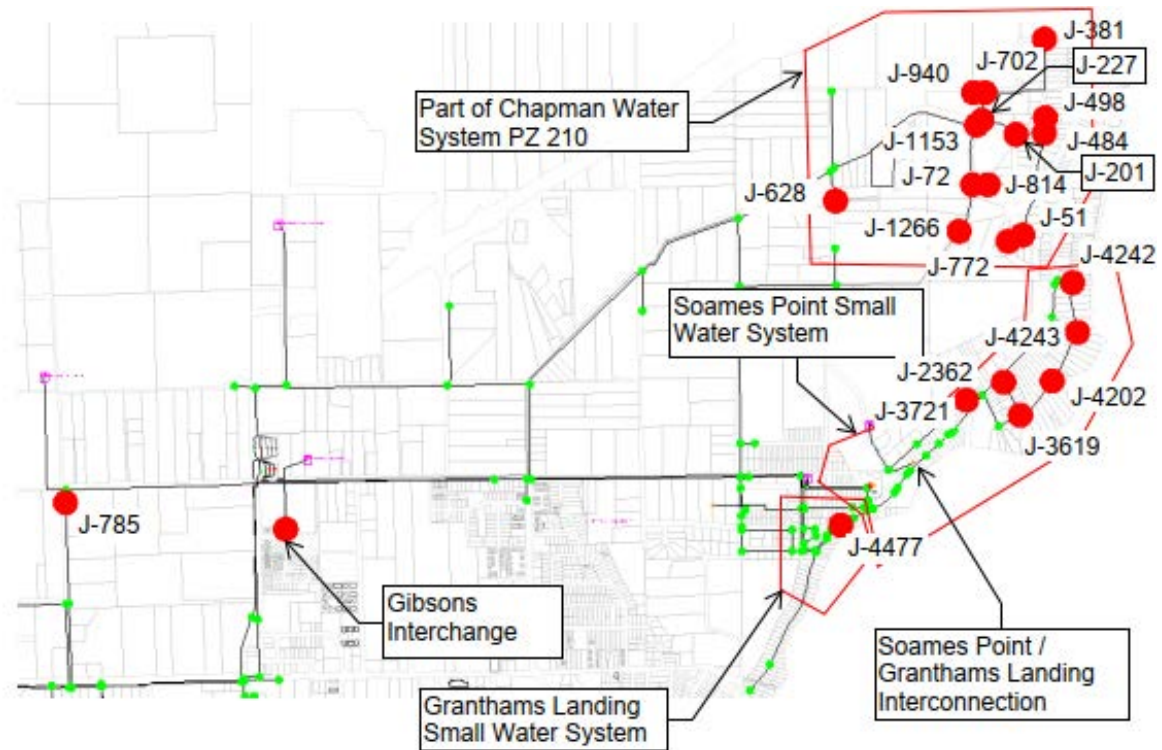 J-381
J-702
J-227
J-940
Part of Chapman Water
System PZ 210
J-498
J-1153
J-484
J-72
J-201
J-628
J-814
J-1266
J-51
J-772
J-4242
Soames Point Small
Water System
J-4243
J-2362
J-4202
J-3721
J-3619
J-785
J-4477
Gibsons
Interchange
Soames Point /
Granthams Landing
Interconnection
Granthams Landing
Small Water System